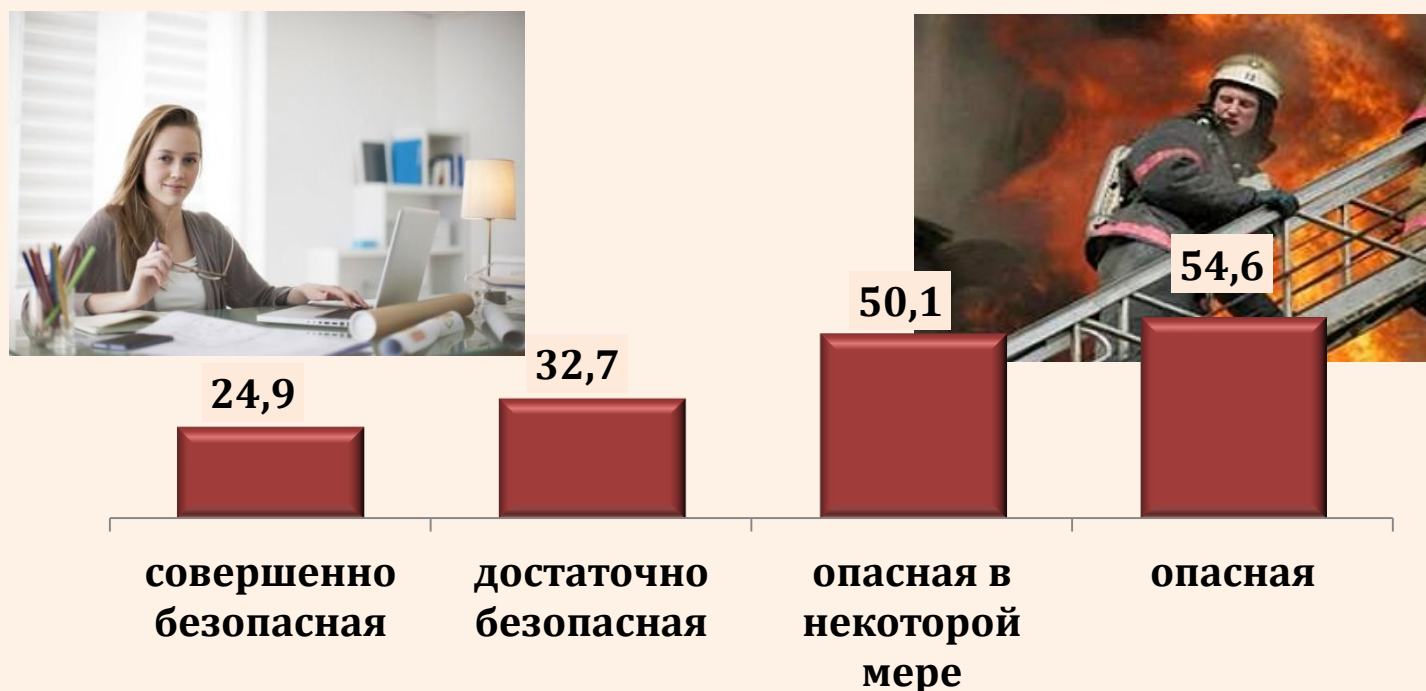 24,9
32,7
50,1
54,6
совершенно
безопасная
достаточно
безопасная
опасная в
некоторой
мере
опасная